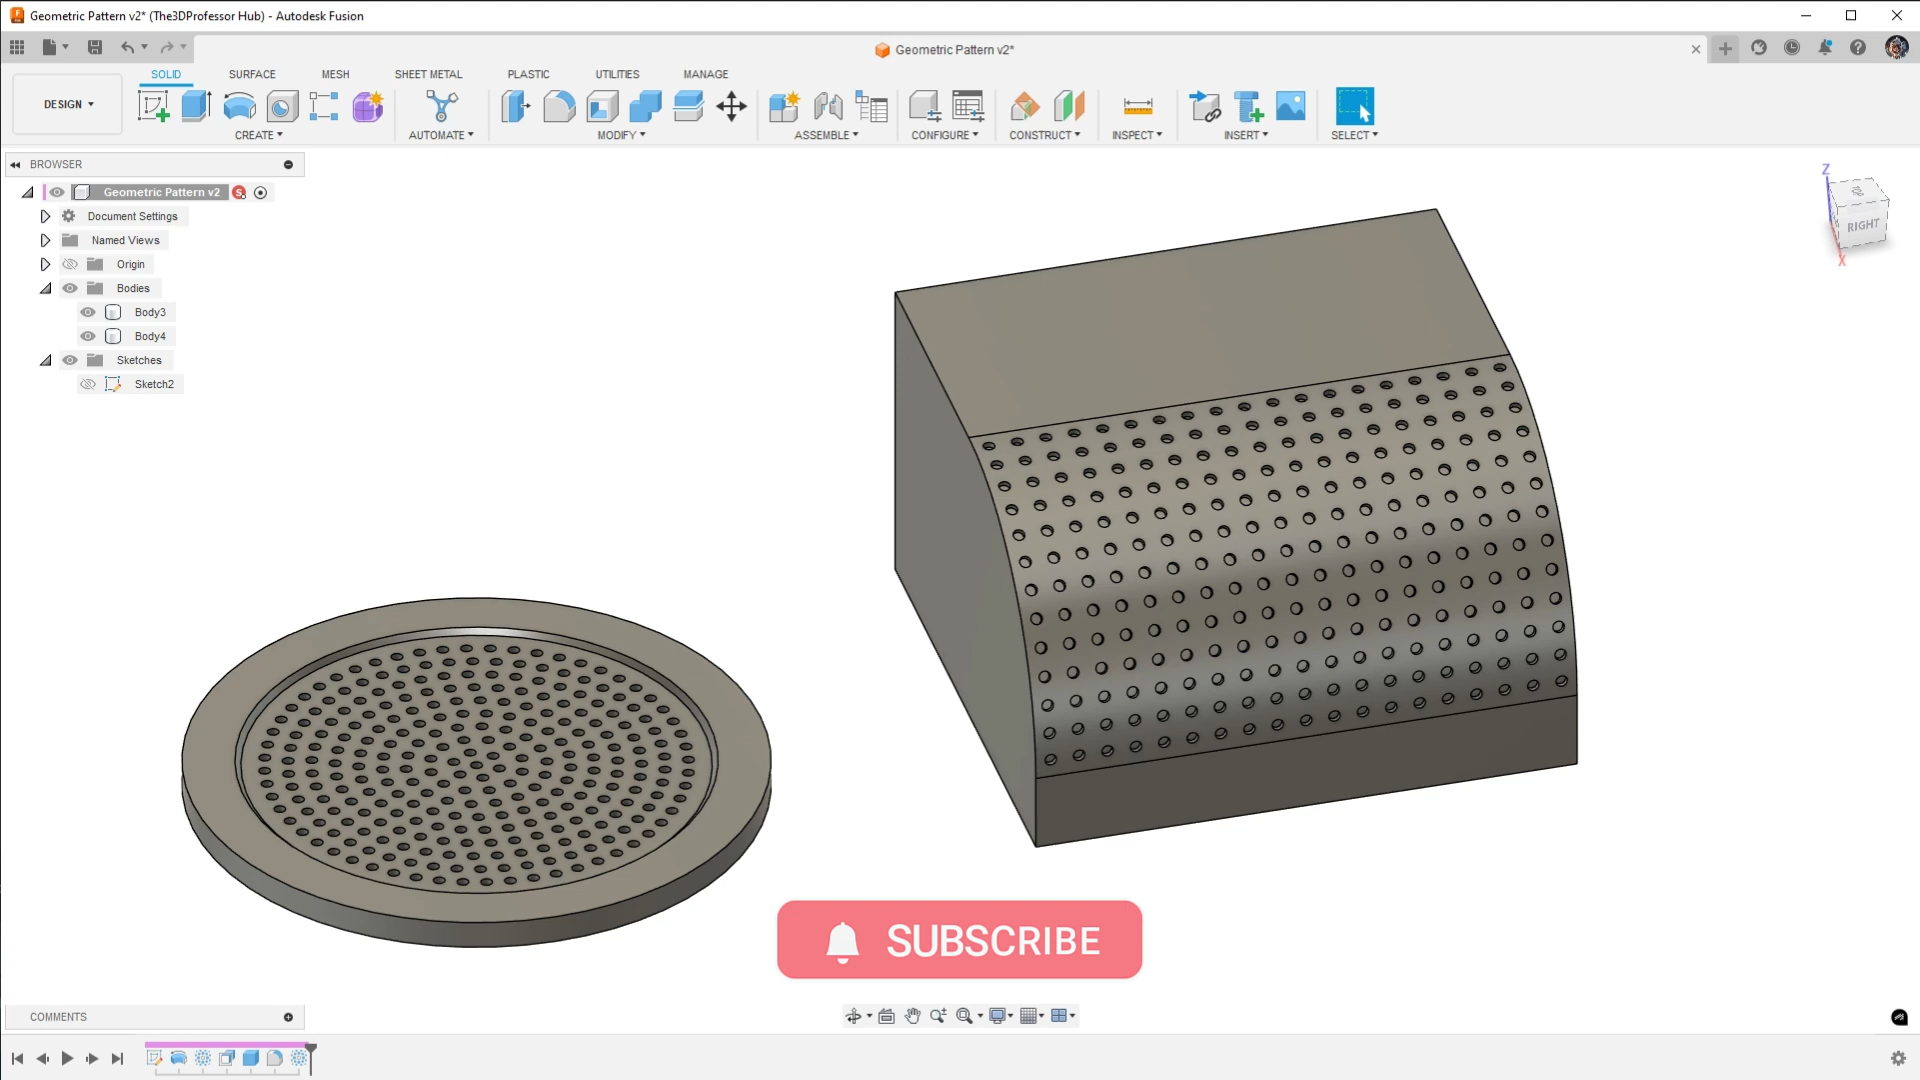 Geometric Pattern v2* (The3DProfessor Hub) - Autodesk Fusion
Geometric Pattern v2*
DESIGN
SOLID SURFACE MESH SHEET METAL PLASTIC UTILITIES MANAGE
CREATE AUTOMATE MODIFY ASSEMBLE CONFIGURE CONSTRUCT INSPECT INSERT SELECT
BROWSER
Geometric Pattern v2
Document Settings
Named Views
Origin
Bodies
Body3
Body4
Sketches
Sketch2
Z
RIGHT
X
SUBSCRIBE
COMMENTS